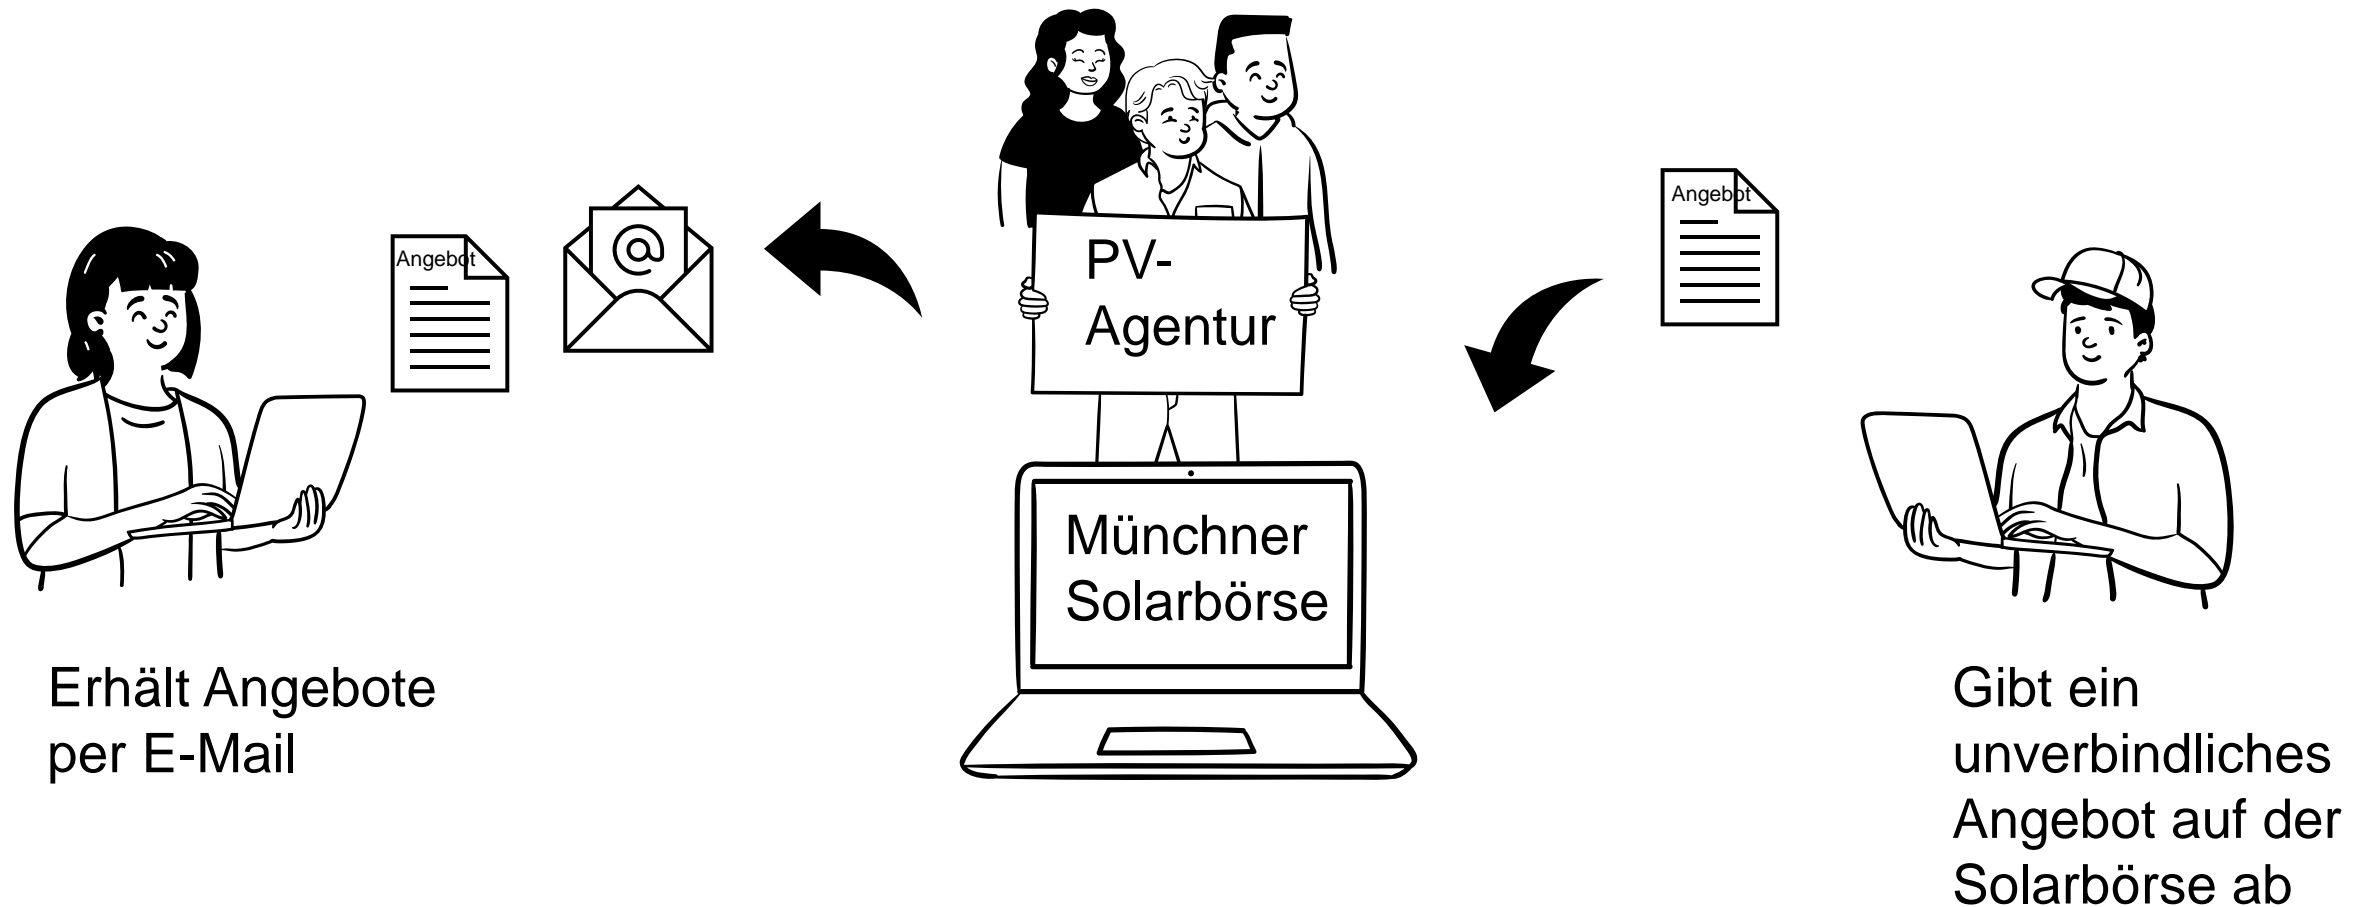 Angebot
Angebot
PV-
Agentur
Münchner
Solarbörse
Erhält Angebote
per E-Mail
Gibt ein
unverbindliches
Angebot auf der
Solarbörse ab